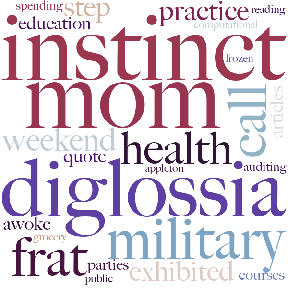 spending step practice reading
education computational
instinct
frozen
mom call articles
weekend health
quote appleton auditing
diglossia
awoke military
grocery
frat parties exhibited
public courses